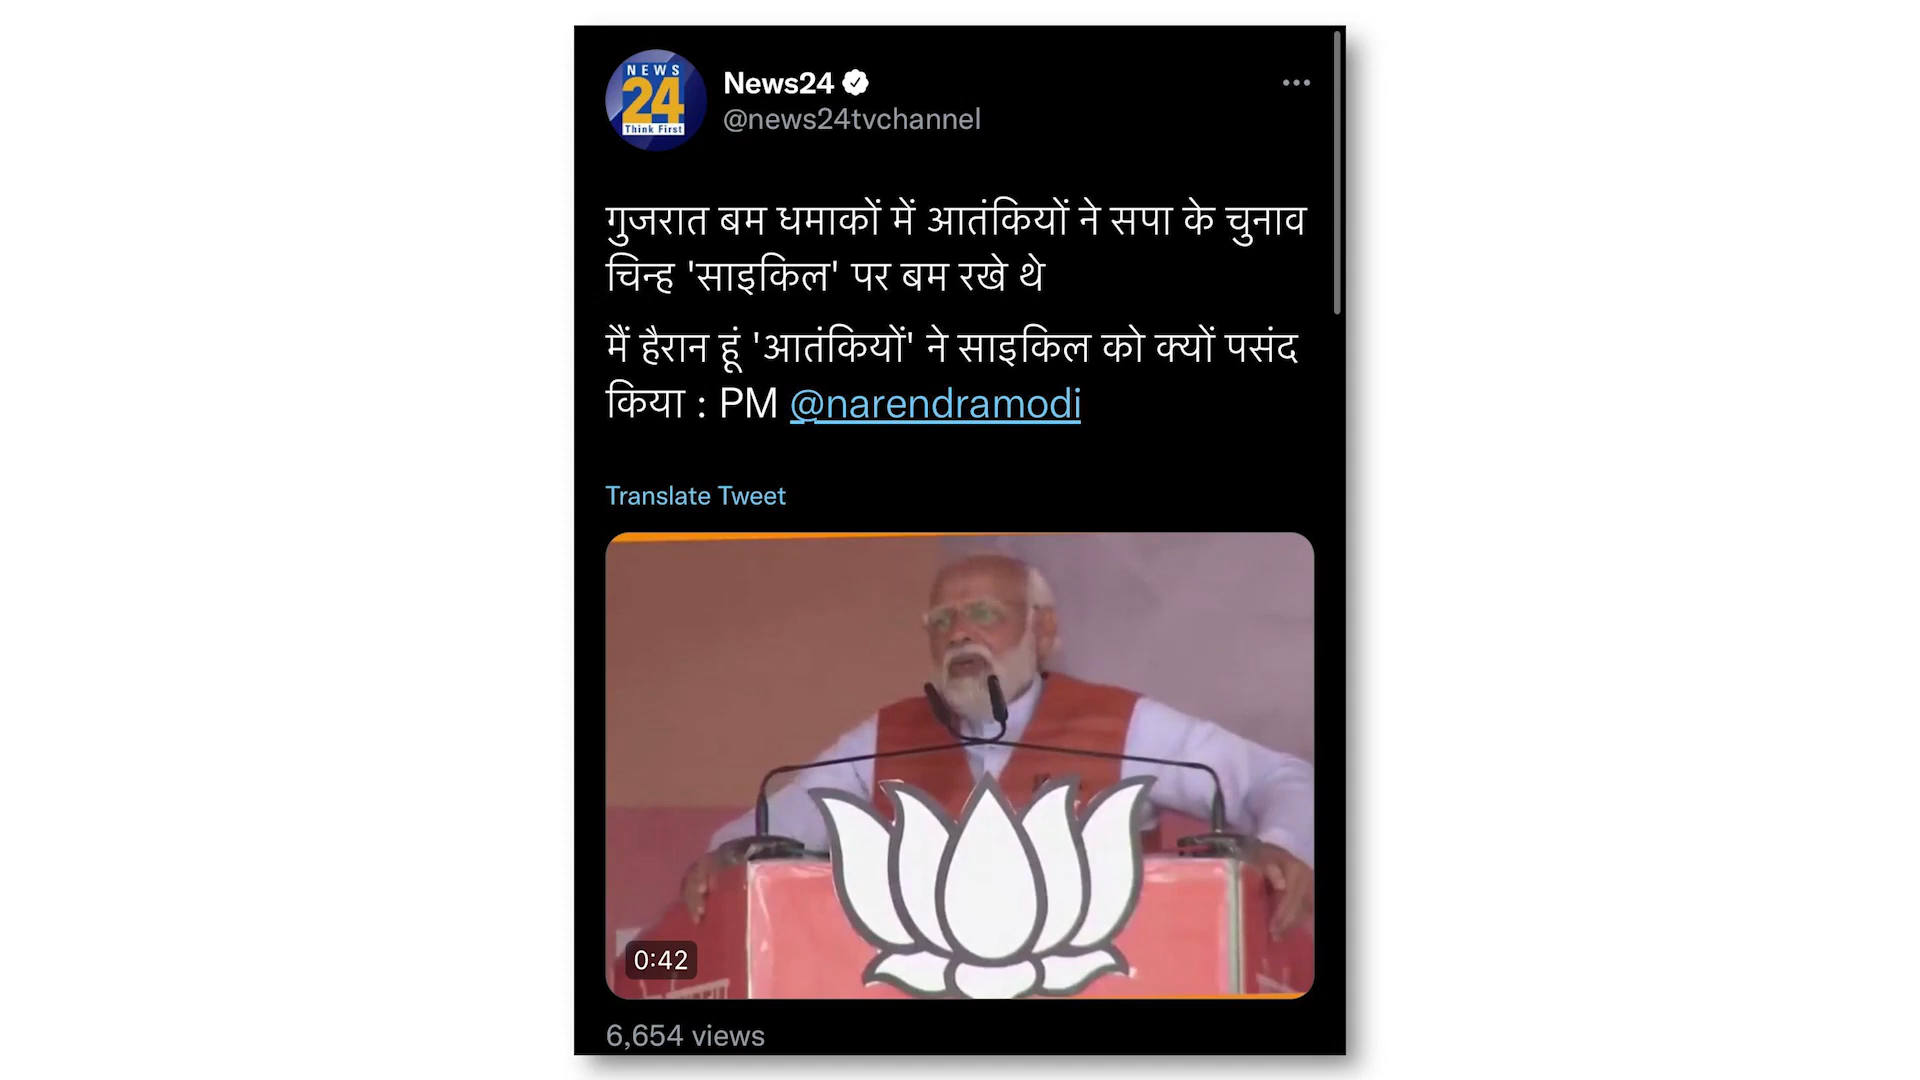 NEWS
24
Think First
News24
@news24tvchannel
गुजरात बम धमाकों में आतंकियों ने सपा के चुनाव
चिन्ह 'साइकिल' पर बम रखे थे
मैं हैरान हूं 'आतंकियों' ने साइकिल को क्यों पसंद
किया : PM @narendramodi
Translate Tweet
0:42
6,654 views